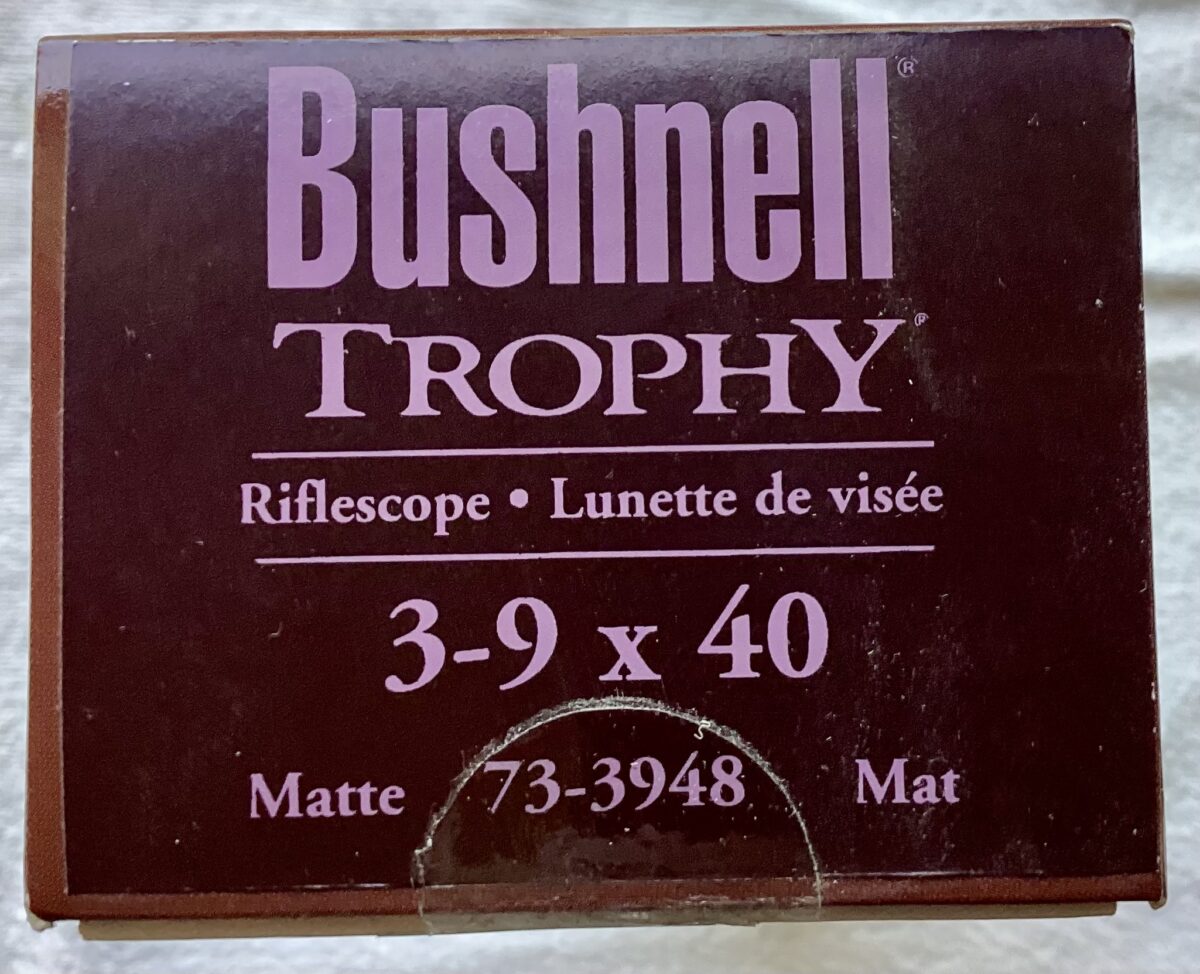 Bushnell®
TROPHY®
Riflescope • Lunette de visée
3-9 x 40
Matte 73-3948 Mat